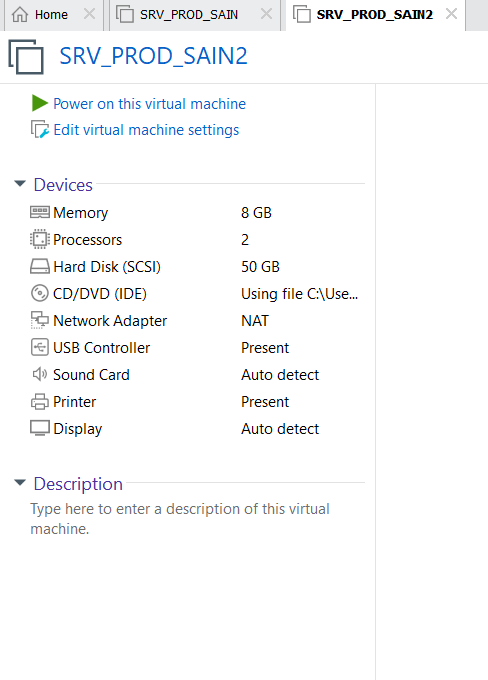 Home SRV_PROD_SAIN SRV_PROD_SAIN2
SRV_PROD_SAIN2
Power on this virtual machine
Edit virtual machine settings
Devices
Memory 8 GB
Processors 2
Hard Disk (SCSI) 50 GB
CD/DVD (IDE) Using file C:\Use...
Network Adapter NAT
USB Controller Present
Sound Card Auto detect
Printer Present
Display Auto detect
Description
Type here to enter a description of this virtual
machine.